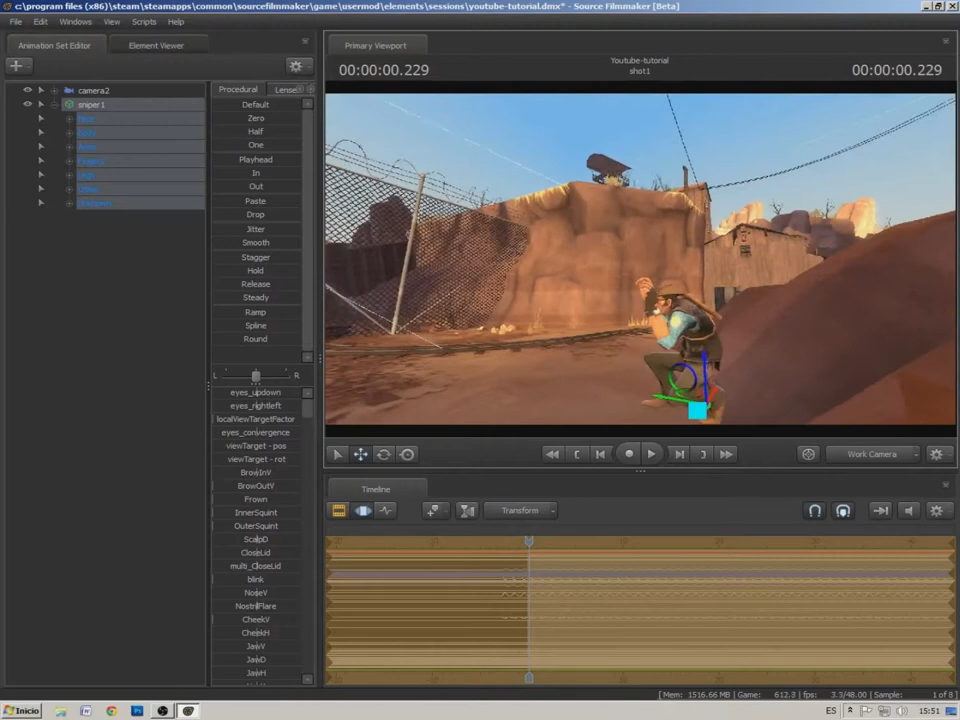 c:\program files (x86)\steam\steamapps\common\sourcefilmmaker\game\usermod\elements\sessions\youtube-tutorial.dmx* - Source Filmmaker [Beta]
File Edit Windows View Scripts Help
Animation Set Editor Element Viewer
Primary Viewport
00:00:00.229
Youtube-tutorial
shot1
00:00:00.229
camera2
sniper1
Procedural Lense
Default
Zero
Half
One
Playhead
In
Out
Paste
Drop
Jitter
Smooth
Stagger
Hold
Release
Steady
Ramp
Spline
Round
L R
eyes_updown
eyes_rightleft
localViewTargetFactor
eyes_convergence
viewTarget - pos
viewTarget - rot
BrowInV
BrowOutV
Frown
InnerSquint
OuterSquint
ScalpD
CloseLid
multi_CloseLid
blink
NoseV
NostrilFlare
CheekV
CheekH
JawV
JawD
JawH
Work Camera
Timeline
Transform
[Mem: 1516.66 MB] Game: 612.3 | fps: 3.3/48.00 | Sample: 1 of 8 |
Inicio
ES
15:51